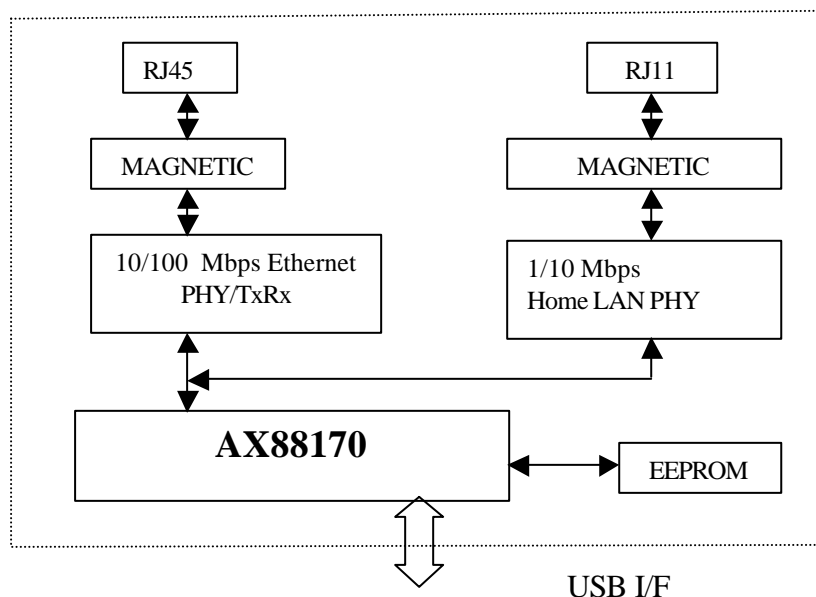 RJ45
RJ11
MAGNETIC
MAGNETIC
10/100 Mbps Ethernet
PHY/TxRx
1/10 Mbps
Home LAN PHY
AX88170
EEPROM
USB I/F